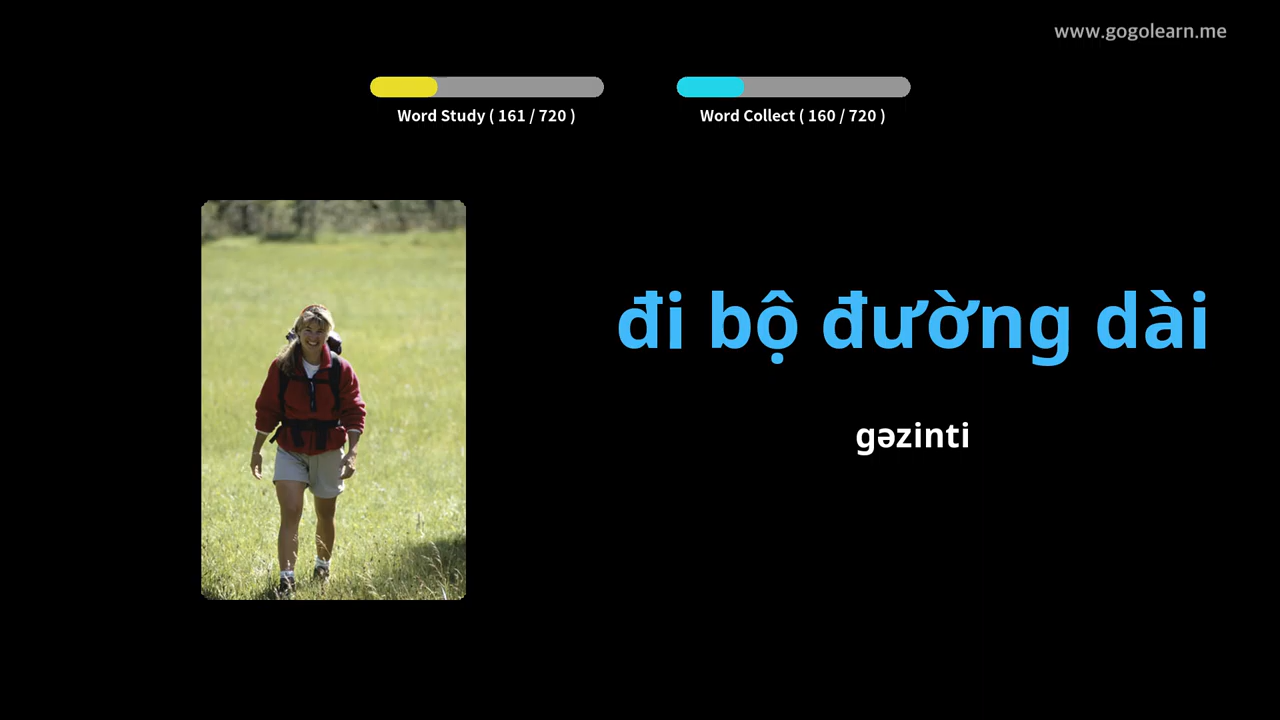 www.gogolearn.me
Word Study ( 161 / 720 )
Word Collect ( 160 / 720 )
đi bộ đường dài
gəzinti